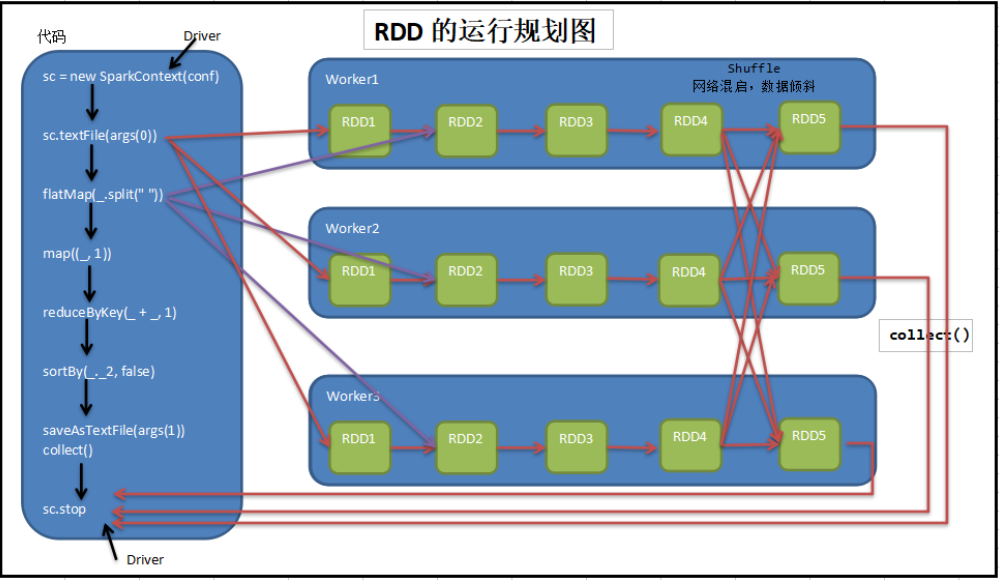 RDD 的运行规划图
代码
Driver
sc = new SparkContext(conf)
sc.textFile(args(0))
flatMap(_.split(" "))
map((_, 1))
reduceByKey(_ + _, 1)
sortBy(_._2, false)
saveAsTextFile(args(1))
collect()
sc.stop
Driver
Worker1
Shuffle
网络混启，数据倾斜
RDD1
RDD2
RDD3
RDD4
RDD5
Worker2
RDD1
RDD2
RDD3
RDD4
RDD5
collect()
Worker3
RDD1
RDD2
RDD3
RDD4
RDD5